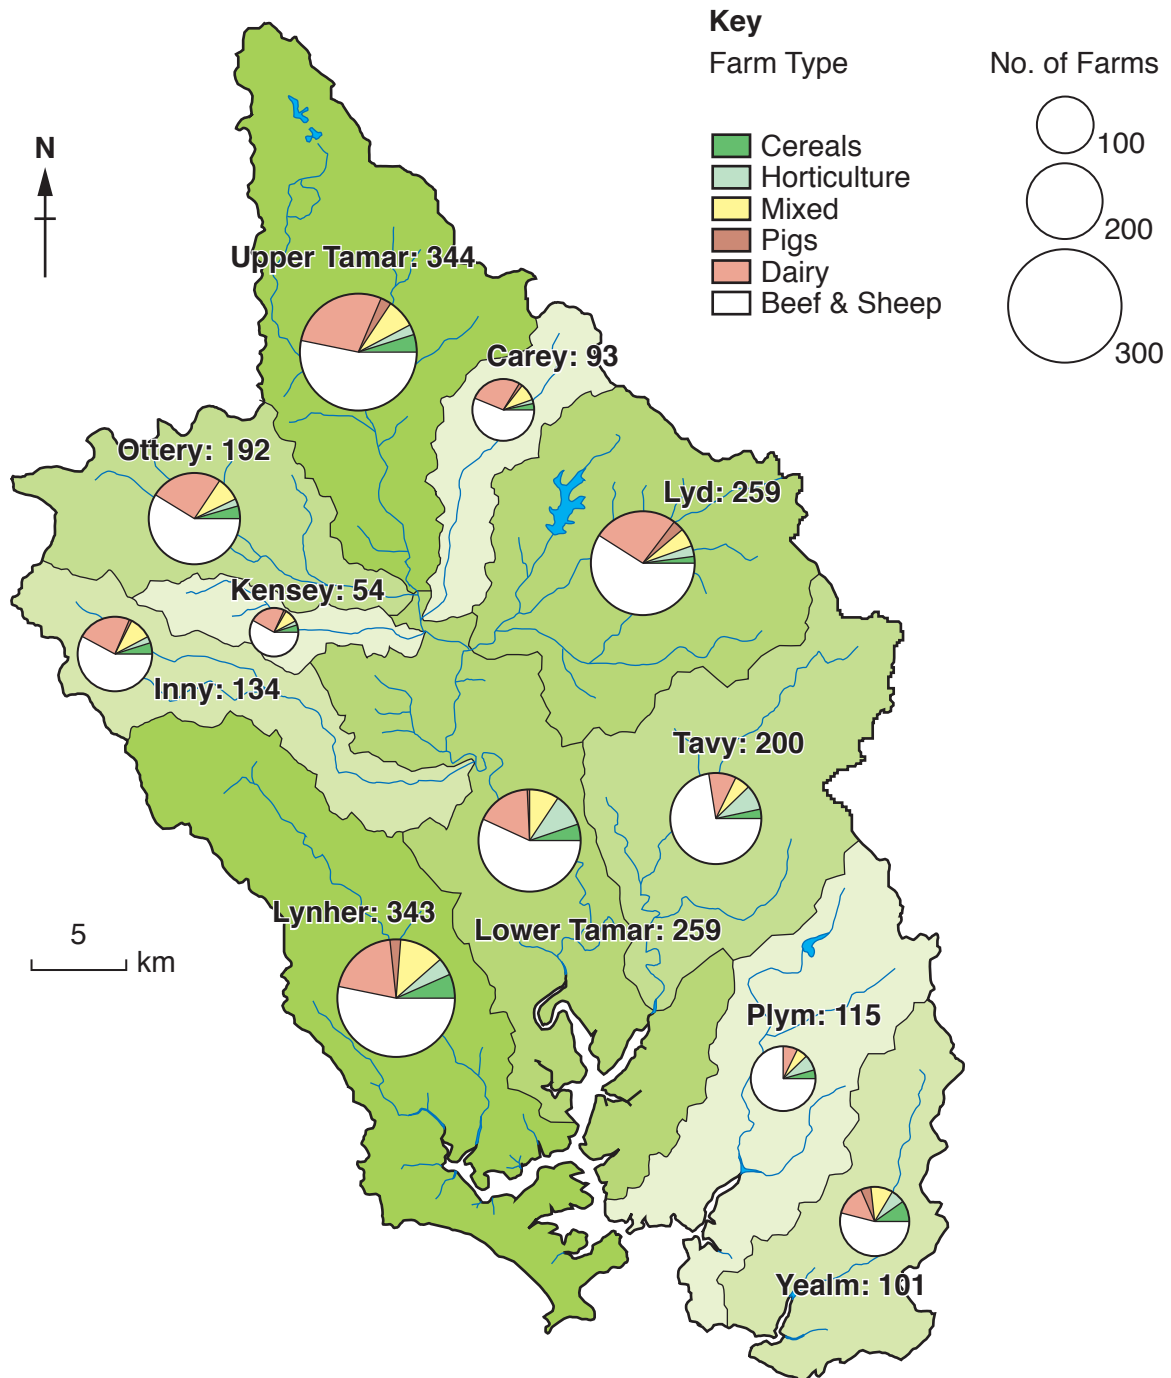 Key
Farm Type
No. of Farms
Cereals
Horticulture
Mixed
Pigs
Dairy
Beef & Sheep
100
200
300
N
Upper Tamar: 344
Carey: 93
Ottery: 192
Lyd: 259
Kensey: 54
Inny: 134
Tavy: 200
Lynher: 343
Lower Tamar: 259
5
km
Plym: 115
Yealm: 101